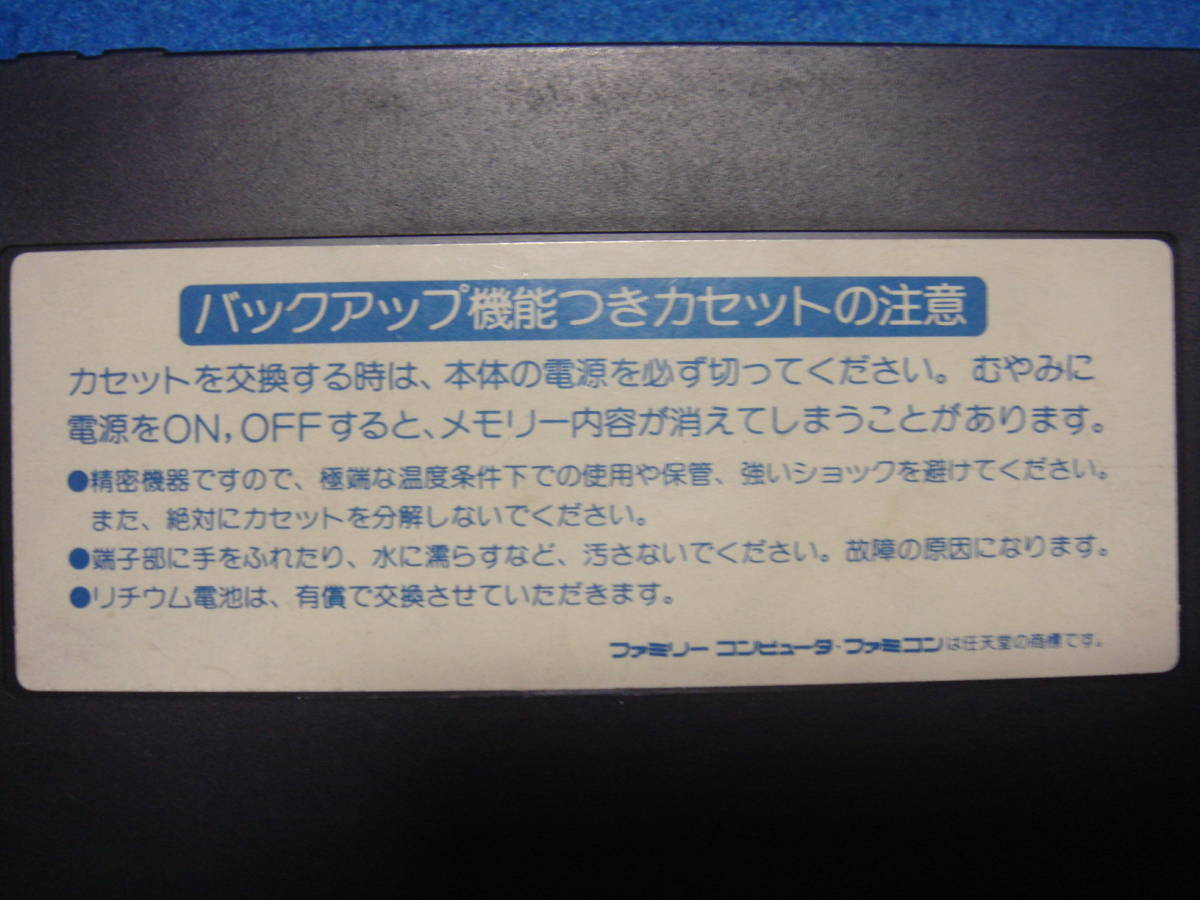 バックアップ機能つきカセットの注意
カセットを交換する時は、本体の電源を必ず切ってください。むやみに
電源をON,OFFすると、メモリー内容が消えてしまうことがあります。
●精密機器ですので、極端な温度条件下での使用や保管、強いショックを避けてください。
また、絶対にカセットを分解しないでください。
●端子部に手をふれたり、水に濡らすなど、汚さないでください。故障の原因になります。
●リチウム電池は、有償で交換させていただきます。
ファミリーコンピュータ・ファミコンは任天堂の商標です。